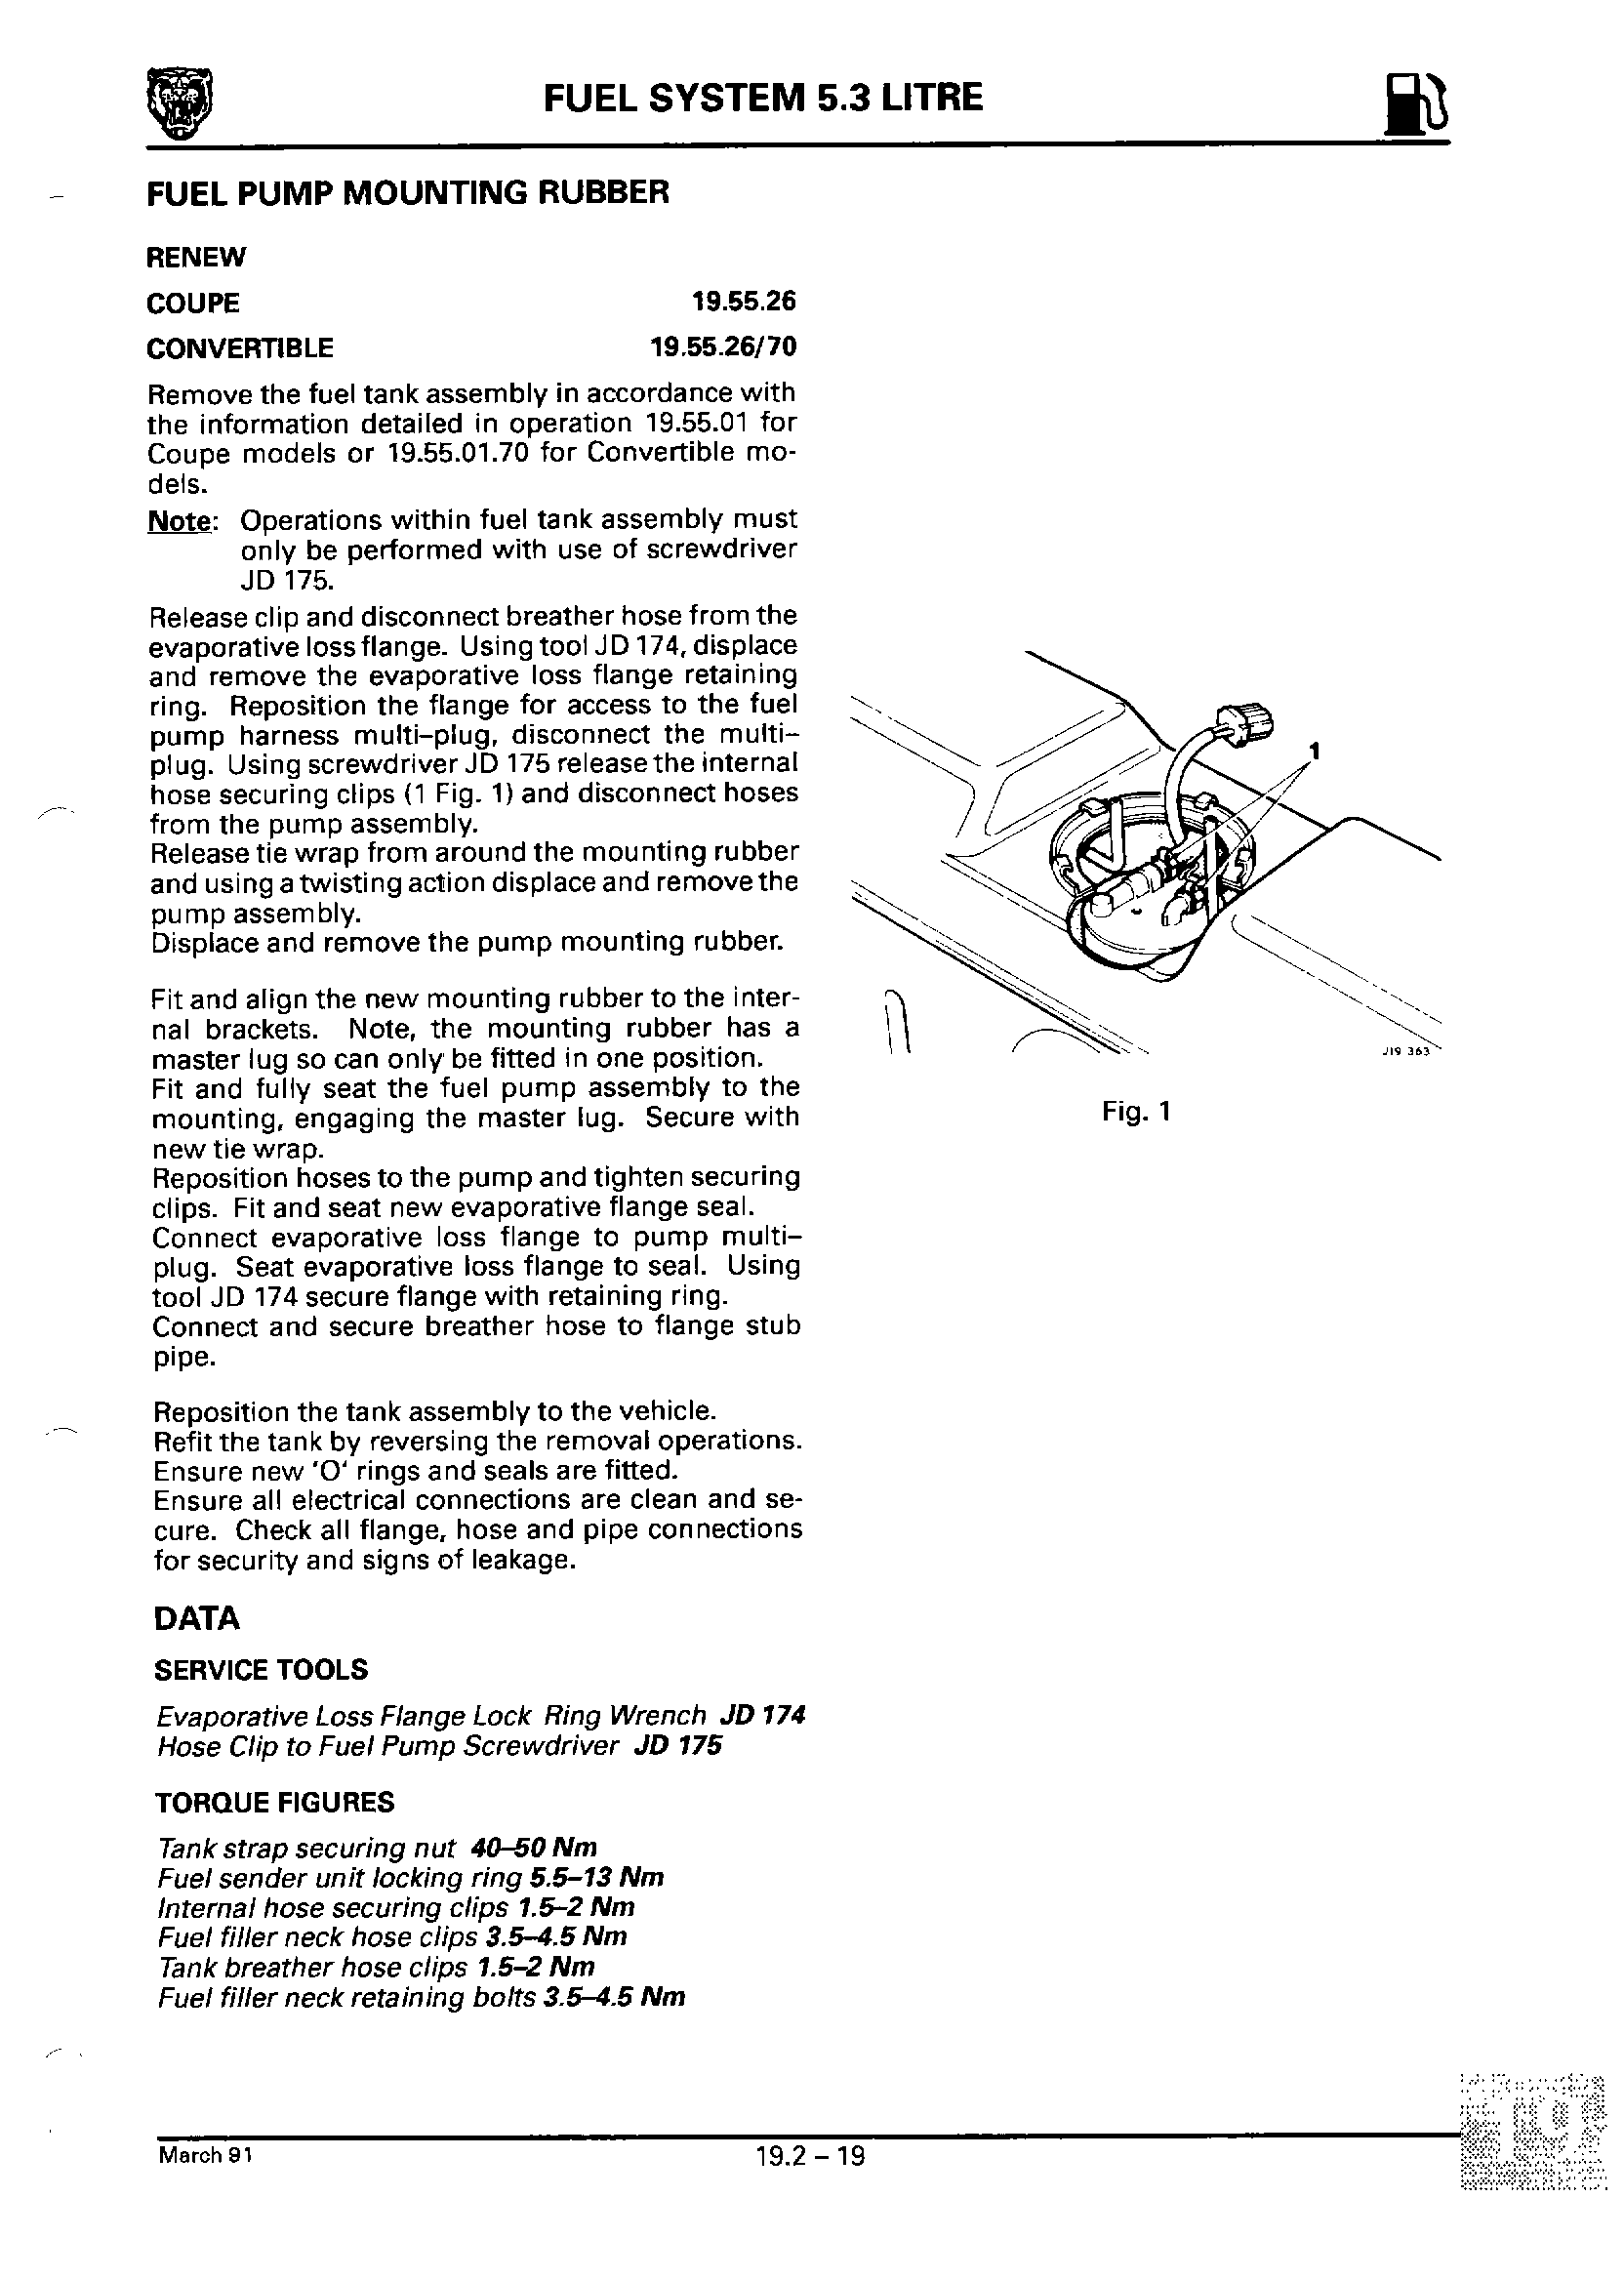 FUEL SYSTEM 5.3 LITRE
FUEL PUMP MOUNTING RUBBER
RENEW
COUPE 19.55.26
CONVERTIBLE 19.55.26/70
Remove the fuel tank assembly in accordance with
the information detailed in operation 19.55.01 for
Coupe models or 19.55.01.70 for Convertible mo-
dels.
Note: Operations within fuel tank assembly must
only be performed with use of screwdriver
JD 175.
Release clip and disconnect breather hose from the
evaporative loss flange. Using tool JD 174, displace
and remove the evaporative loss flange retaining
ring. Reposition the flange for access to the fuel
pump harness multi-plug, disconnect the multi-
plug. Using screwdriver JD 175 release the internal
hose securing clips (1 Fig. 1) and disconnect hoses
from the pump assembly.
Release tie wrap from around the mounting rubber
and using a twisting action displace and remove the
pump assembly.
Displace and remove the pump mounting rubber.
Fit and align the new mounting rubber to the inter-
nal brackets. Note, the mounting rubber has a
master lug so can only be fitted in one position.
Fit and fully seat the fuel pump assembly to the
mounting, engaging the master lug. Secure with
new tie wrap.
Reposition hoses to the pump and tighten securing
clips. Fit and seat new evaporative flange seal.
Connect evaporative loss flange to pump multi-
plug. Seat evaporative loss flange to seal. Using
tool JD 174 secure flange with retaining ring.
Connect and secure breather hose to flange stub
pipe.
Reposition the tank assembly to the vehicle.
Refit the tank by reversing the removal operations.
Ensure new 'O' rings and seals are fitted.
Ensure all electrical connections are clean and se-
cure. Check all flange, hose and pipe connections
for security and signs of leakage.
DATA
SERVICE TOOLS
Evaporative Loss Flange Lock Ring Wrench JD 174
Hose Clip to Fuel Pump Screwdriver JD 175
TORQUE FIGURES
Tank strap securing nut 40–50 Nm
Fuel sender unit locking ring 5.5–13 Nm
Internal hose securing clips 1.5–2 Nm
Fuel filler neck hose clips 3.5–4.5 Nm
Tank breather hose clips 1.5–2 Nm
Fuel filler neck retaining bolts 3.5–4.5 Nm
1
J19 363
Fig. 1
March 91
19.2 – 19
19